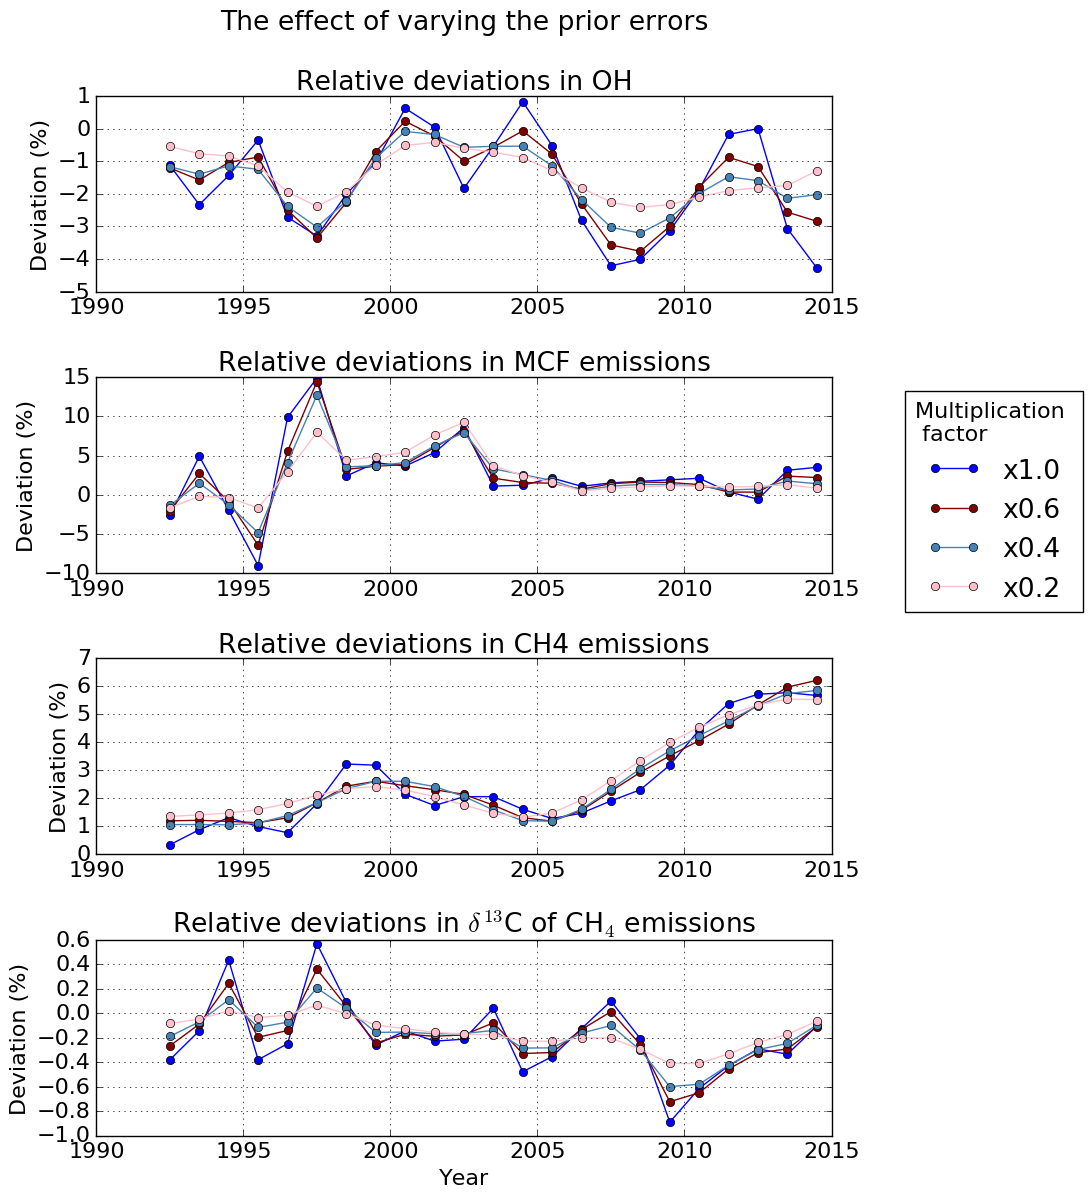 The effect of varying the prior errors
Relative deviations in OH
Deviation (%)
1
0
−1
−2
−3
−4
−5
1990 1995 2000 2005 2010 2015
Relative deviations in MCF emissions
Deviation (%)
15
10
5
0
−5
−10
1990 1995 2000 2005 2010 2015
Multiplication
factor
x1.0
x0.6
x0.4
x0.2
Relative deviations in CH4 emissions
Deviation (%)
7
6
5
4
3
2
1
0
1990 1995 2000 2005 2010 2015
Relative deviations in δ¹³C of CH₄ emissions
Deviation (%)
0.6
0.4
0.2
0.0
−0.2
−0.4
−0.6
−0.8
−1.0
1990 1995 2000 2005 2010 2015
Year